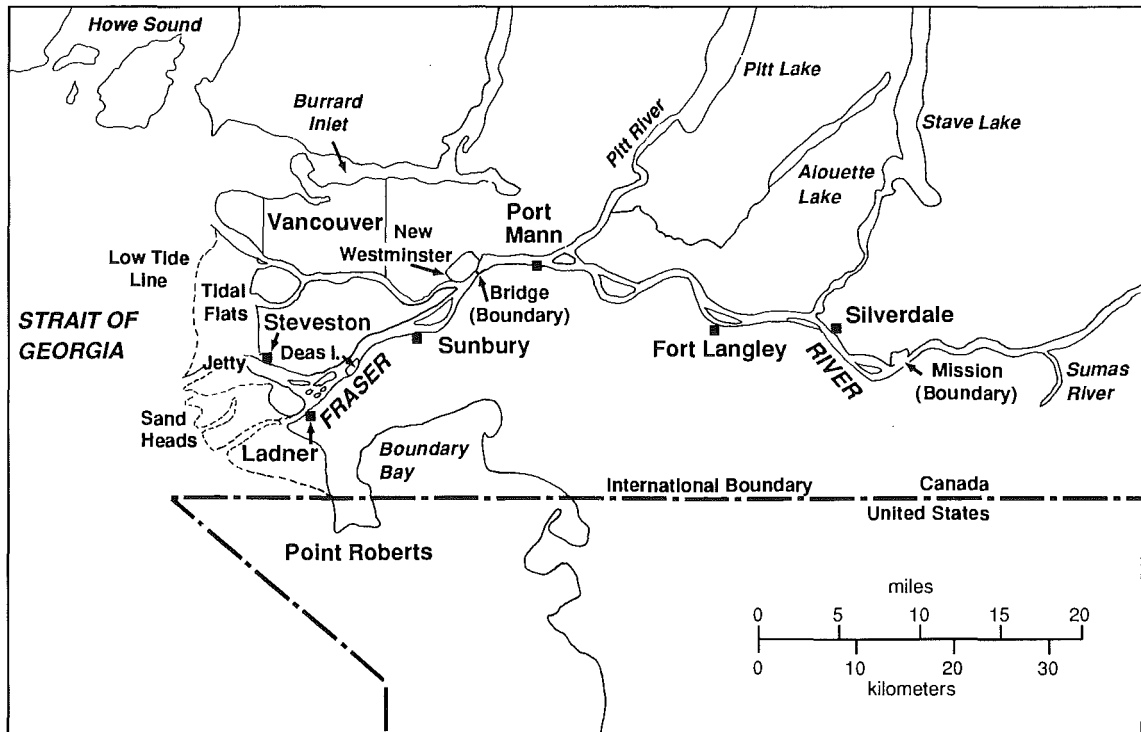 Howe Sound
Burrard
Inlet
Pitt Lake
Pitt River
Stave Lake
Alouette
Lake
Vancouver
New
Westminster
Port
Mann
Low Tide
Line
Tidal
Flats
Bridge
(Boundary)
STRAIT OF
GEORGIA
Steveston
Silverdale
Jetty
Deas I.
Sunbury
Fort Langley
FRASER
RIVER
Mission
(Boundary)
Sumas
River
Sand
Heads
Ladner
Boundary
Bay
International Boundary
Canada
United States
Point Roberts
miles
0 5 10 15 20
0 10 20 30
kilometers